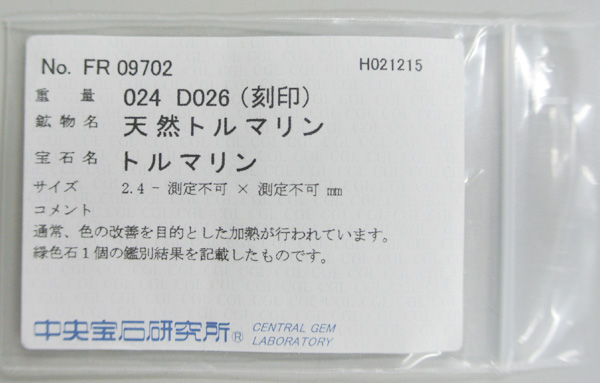 No. FR 09702 H021215
重 量 024 D026 (刻印)
鉱物名 天然トルマリン
宝石名 トルマリン
サイズ 2.4 - 測定不可 × 測定不可 mm
コメント
通常、色の改善を目的とした加熱が行われています。
緑色石1個の鑑別結果を記載したものです。
中央宝石研究所® CENTRAL GEM
LABORATORY